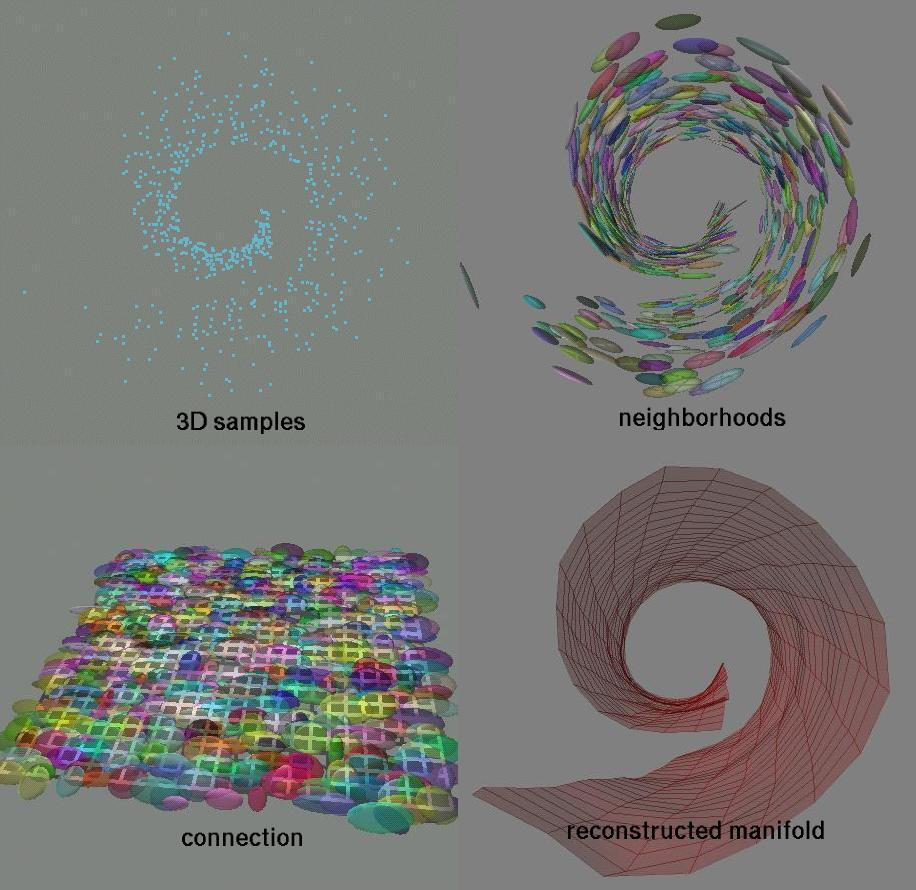 3D samples
neighborhoods
connection
reconstructed manifold